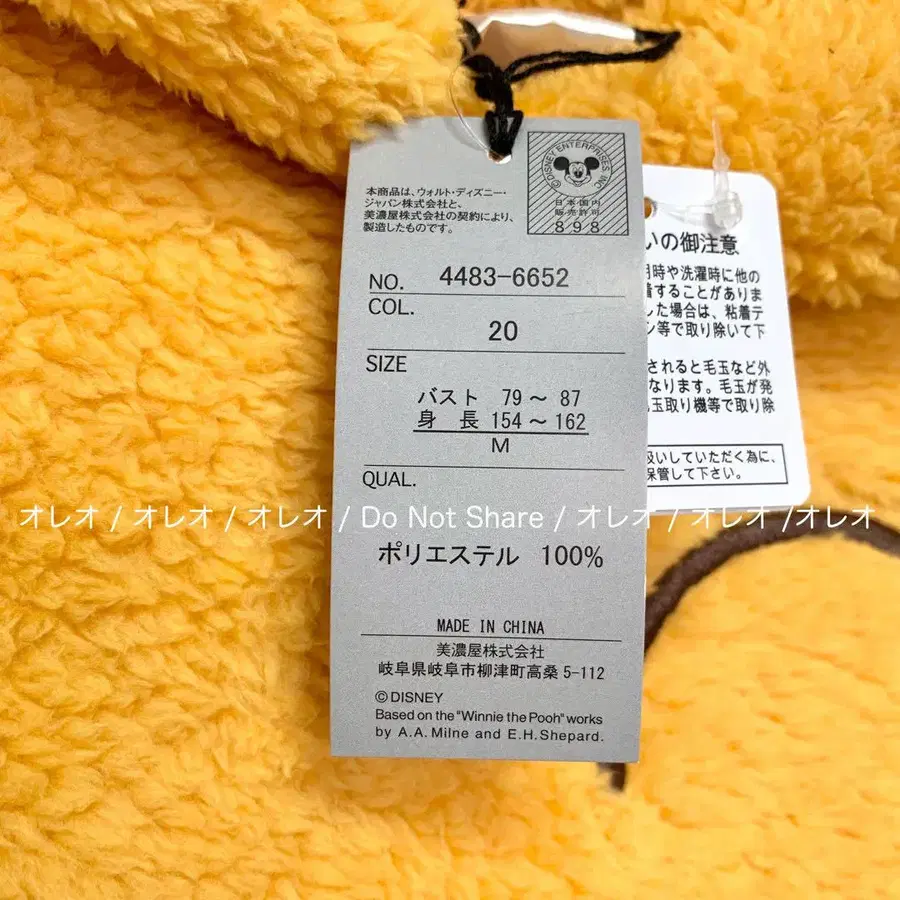 ©DISNEY ENTERPRISES, INC.
日本国内
販売許可
898
本商品は、ウォルト・ディズニー・
ジャパン株式会社と、
美濃屋株式会社の契約により、
製造したものです。
NO. 4483-6652
COL.
20
SIZE
バスト 79～ 87
身 長 154～162
M
QUAL.
ポリエステル 100%
MADE IN CHINA
美濃屋株式会社
岐阜県岐阜市柳津町高桑5-112
©DISNEY
Based on the "Winnie the Pooh" works
by A.A. Milne and E.H. Shepard.
いの御注意
時や洗濯時に他の
着することがありま
した場合は、粘着テ
等で取り除いて下
されると毛玉など外
なります。毛玉が発
玉取り機等で取り除
扱いしていただく為に、
保管して下さい。
オレオ / オレオ / オレオ / Do Not Share / オレオ / オレオ /オレオ